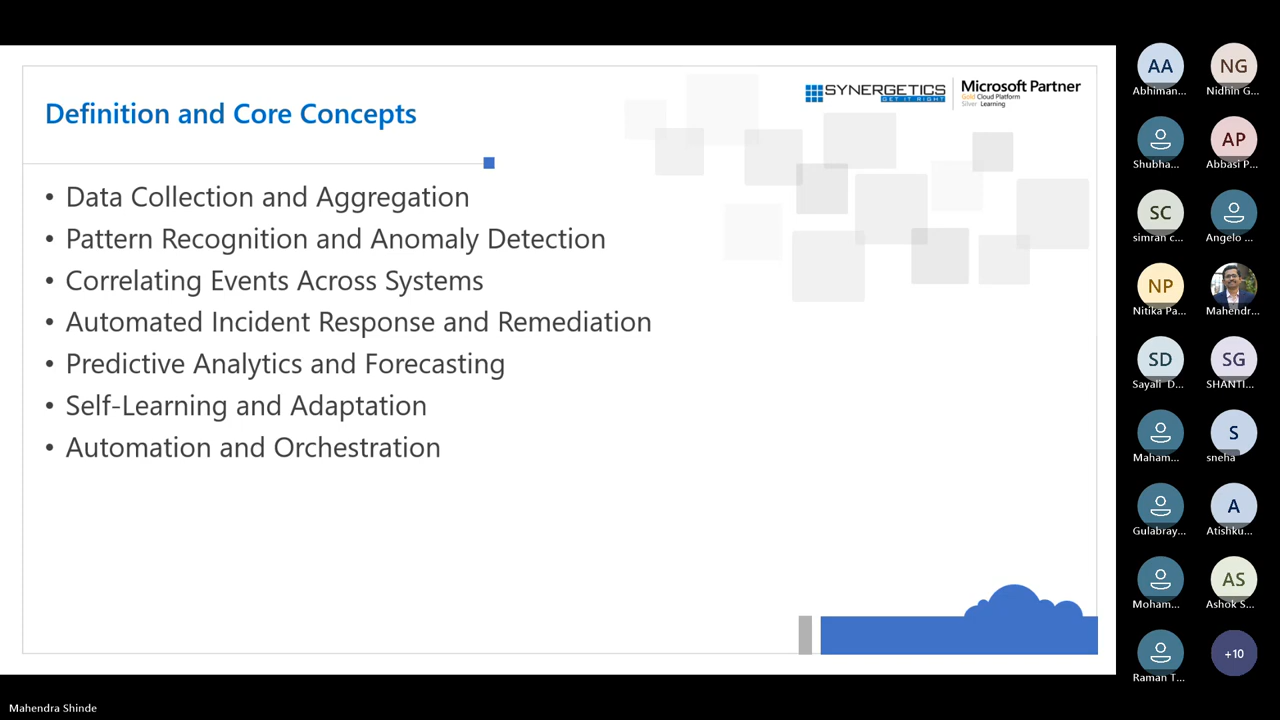 Definition and Core Concepts
SYNERGETICS
GET IT RIGHT
Microsoft Partner
Gold Cloud Platform
Silver Learning
• Data Collection and Aggregation
• Pattern Recognition and Anomaly Detection
• Correlating Events Across Systems
• Automated Incident Response and Remediation
• Predictive Analytics and Forecasting
• Self-Learning and Adaptation
• Automation and Orchestration
AA NG
Abhiman... Nidhin G...
AP
Shubha... Abbasi P...
SC
simran c... Angelo ...
NP
Nitika Pa... Mahendr...
SD SG
Sayali D... SHANTI...
S
Maham... sneha
A
Gulabray... Atishku...
AS
Moham... Ashok S...
+10
Raman T...
Mahendra Shinde